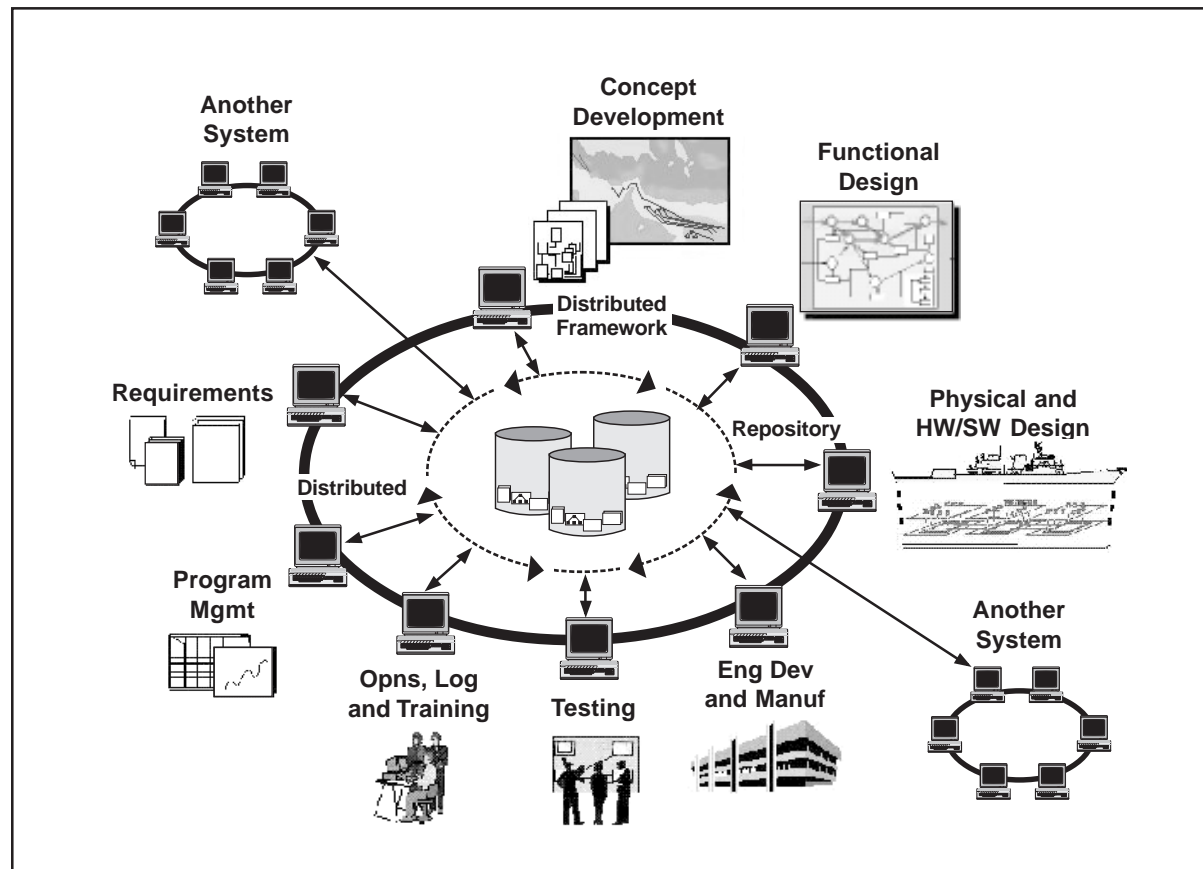 Another
System
Concept
Development
Functional
Design
Distributed
Framework
Requirements
Physical and
HW/SW Design
Repository
Distributed
Program
Mgmt
Another
System
Opns, Log
and Training
Testing
Eng Dev
and Manuf